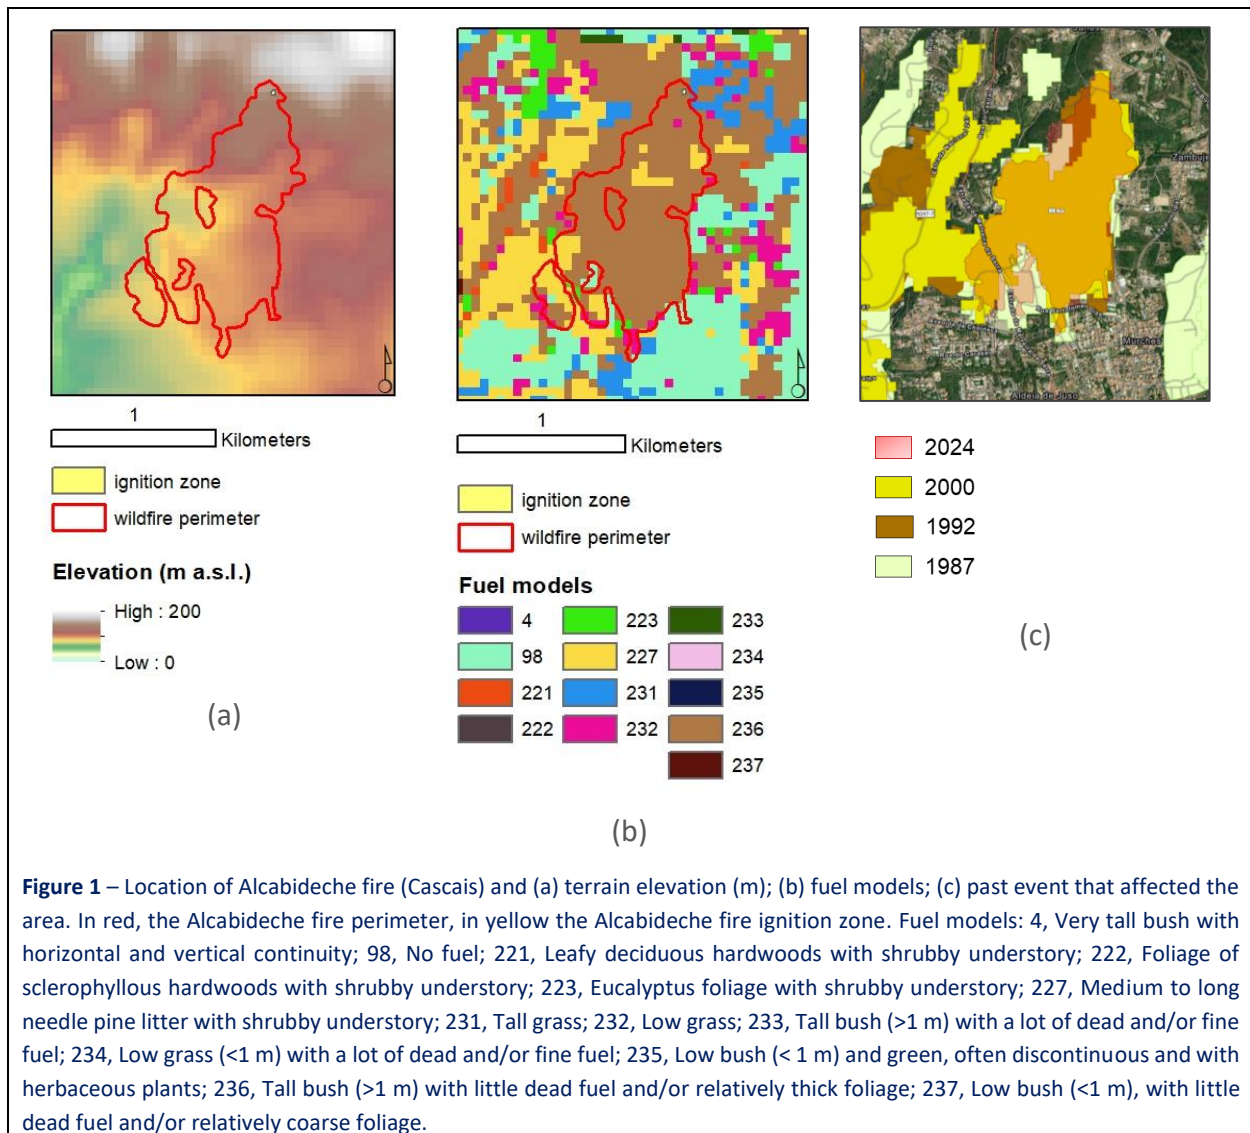 Zambuje
Murches
Aldeia de Juso
1
Kilometers
ignition zone
wildfire perimeter
Elevation (m a.s.l.)
High : 200
Low : 0
(a)
1
Kilometers
ignition zone
wildfire perimeter
Fuel models
4
98
221
222
223
227
231
232
233
234
235
236
237
(b)
2024
2000
1992
1987
(c)
Figure 1 – Location of Alcabideche fire (Cascais) and (a) terrain elevation (m); (b) fuel models; (c) past event that affected the
area. In red, the Alcabideche fire perimeter, in yellow the Alcabideche fire ignition zone. Fuel models: 4, Very tall bush with
horizontal and vertical continuity; 98, No fuel; 221, Leafy deciduous hardwoods with shrubby understory; 222, Foliage of
sclerophyllous hardwoods with shrubby understory; 223, Eucalyptus foliage with shrubby understory; 227, Medium to long
needle pine litter with shrubby understory; 231, Tall grass; 232, Low grass; 233, Tall bush (>1 m) with a lot of dead and/or fine
fuel; 234, Low grass (<1 m) with a lot of dead and/or fine fuel; 235, Low bush (< 1 m) and green, often discontinuous and with
herbaceous plants; 236, Tall bush (>1 m) with little dead fuel and/or relatively thick foliage; 237, Low bush (<1 m), with little
dead fuel and/or relatively coarse foliage.